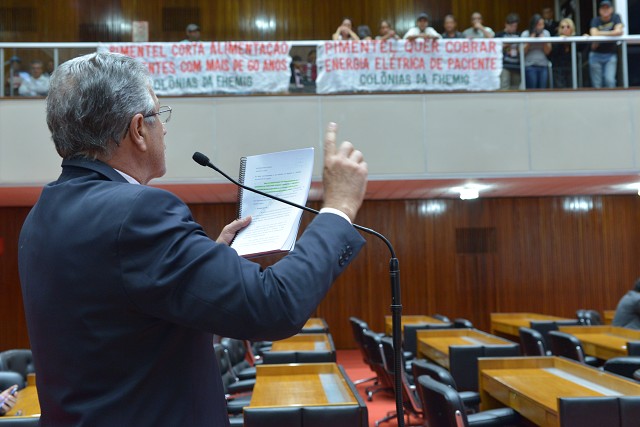 PIMENTEL CORTA ALIMENTAÇÃO
PACIENTES COM MAIS DE 60 ANOS
COLÔNIAS DA FHEMIG
PIMENTEL QUER COBRAR
ENERGIA ELÉTRICA DE PACIENTE
COLÔNIAS DA FHEMIG